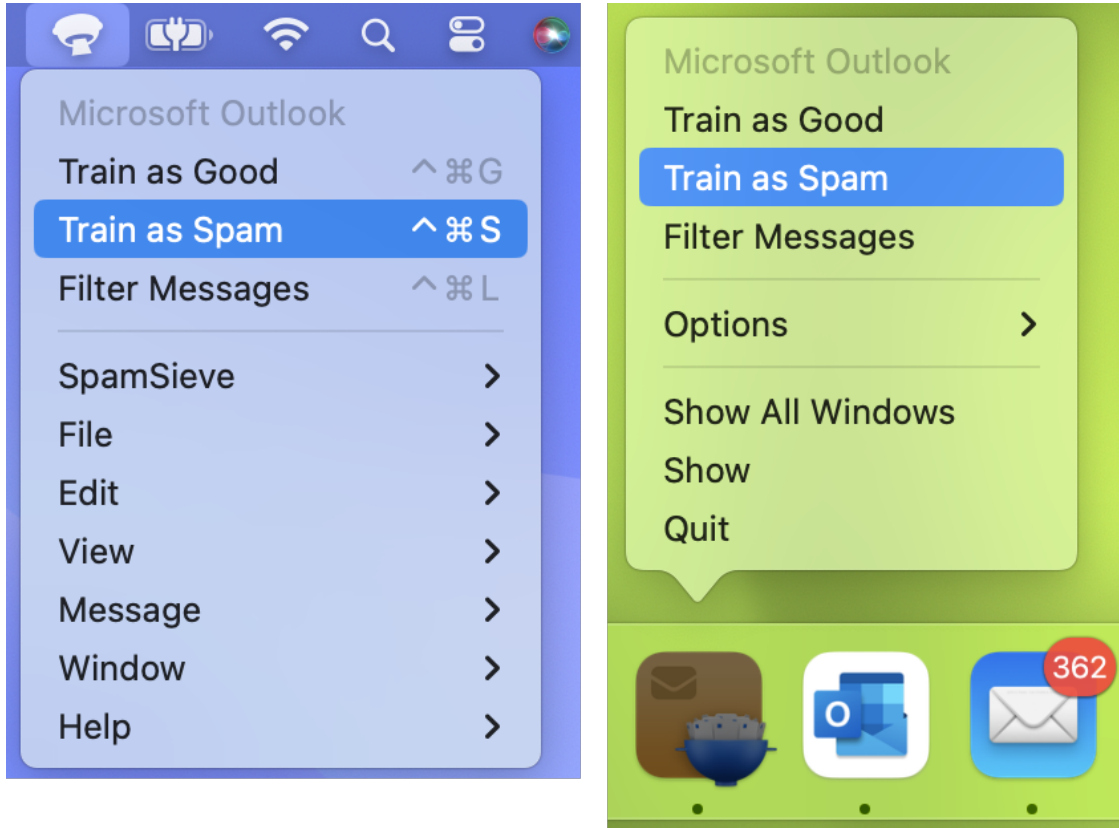 Microsoft Outlook
Train as Good ^⌘G
Train as Spam ^⌘S
Filter Messages ^⌘L
SpamSieve
File
Edit
View
Message
Window
Help
Microsoft Outlook
Train as Good
Train as Spam
Filter Messages
Options
Show All Windows
Show
Quit
O
362